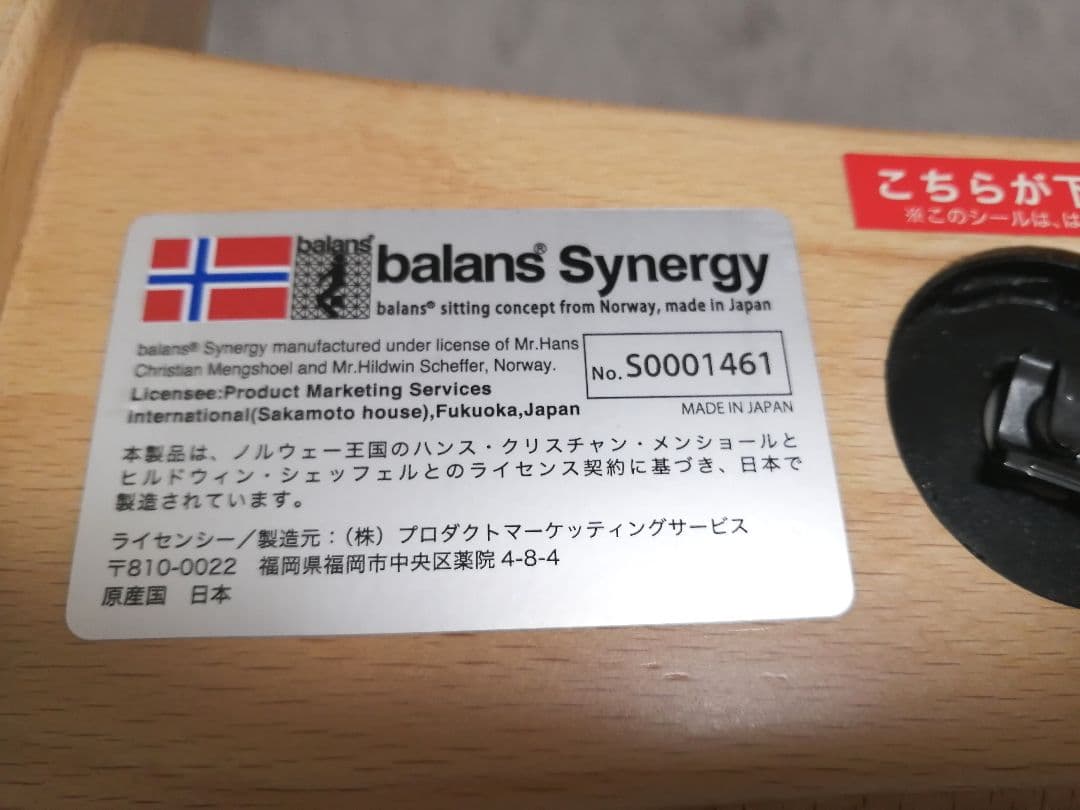 balans®
balans® Synergy
balans® sitting concept from Norway, made in Japan
balans® Synergy manufactured under license of Mr.Hans
Christian Mengshoel and Mr.Hildwin Scheffer, Norway.
Licensee:Product Marketing Services
International(Sakamoto house),Fukuoka,Japan
No.S0001461
MADE IN JAPAN
本製品は、ノルウェー王国のハンス・クリスチャン・メンショールと
ヒルドウィン・シェッフェルとのライセンス契約に基づき、日本で
製造されています。
ライセンシー／製造元：（株）プロダクトマーケッティングサービス
〒810-0022 福岡県福岡市中央区薬院 4-8-4
原産国 日本
こちらが下
※このシールは、は